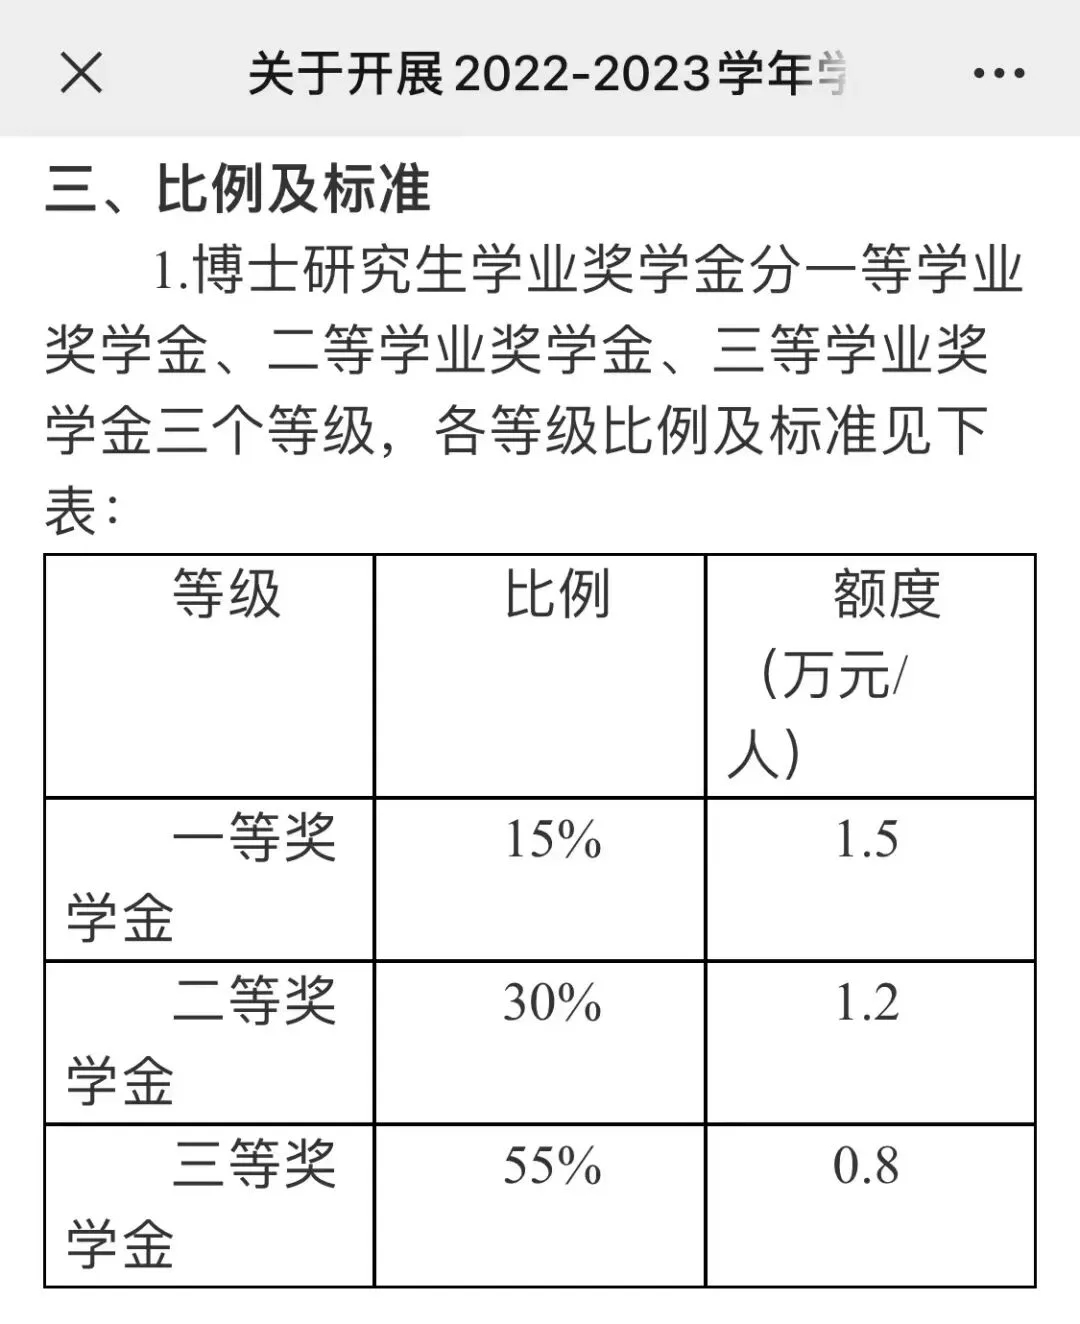 关于开展2022-2023学年学
三、比例及标准
1.博士研究生学业奖学金分一等学业
奖学金、二等学业奖学金、三等学业奖
学金三个等级，各等级比例及标准见下
表：
等级
比例
额度
（万元/
人）
一等奖
学金
15%
1.5
二等奖
学金
30%
1.2
三等奖
学金
55%
0.8